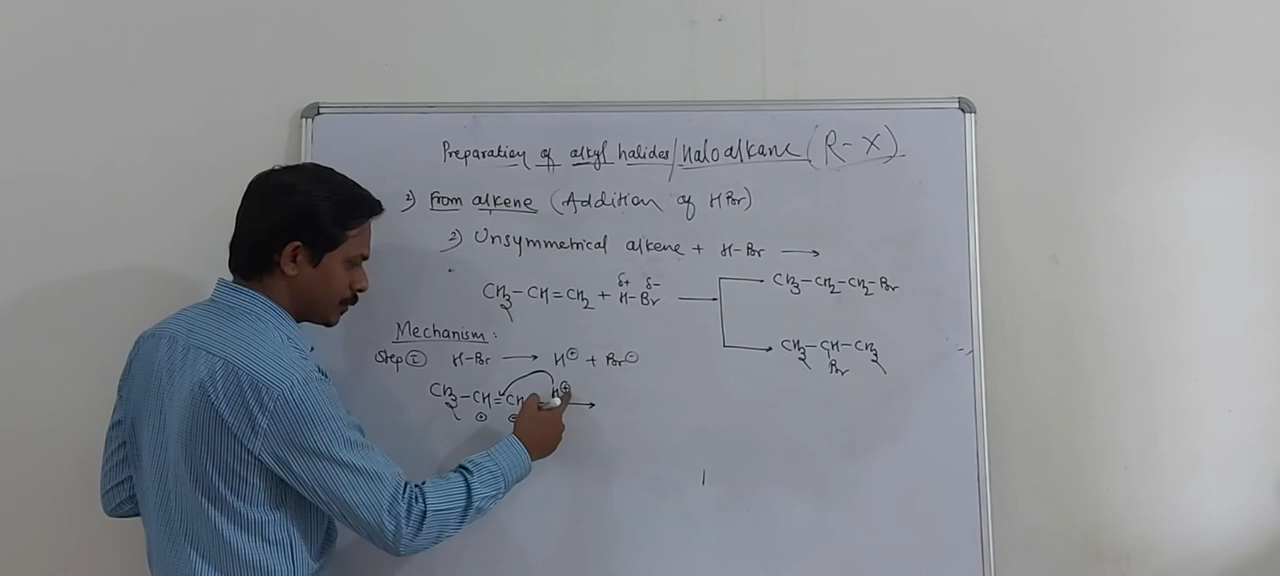 Preparation of alkyl halides/Haloalkane (R-X)
1) From alkene (Addition of HBr)
2) Unsymmetrical alkene + H-Br ⟶
CH3-CH=CH2 + H-Br ⟶ CH3-CH2-CH2-Br
δ+ δ-
CH3-CH-CH3
Br
Mechanism:
Step ① H-Br ⟶ H⊕ + Br⊖
CH3-CH=CH H⊕ ⟶
⊕ ⊖